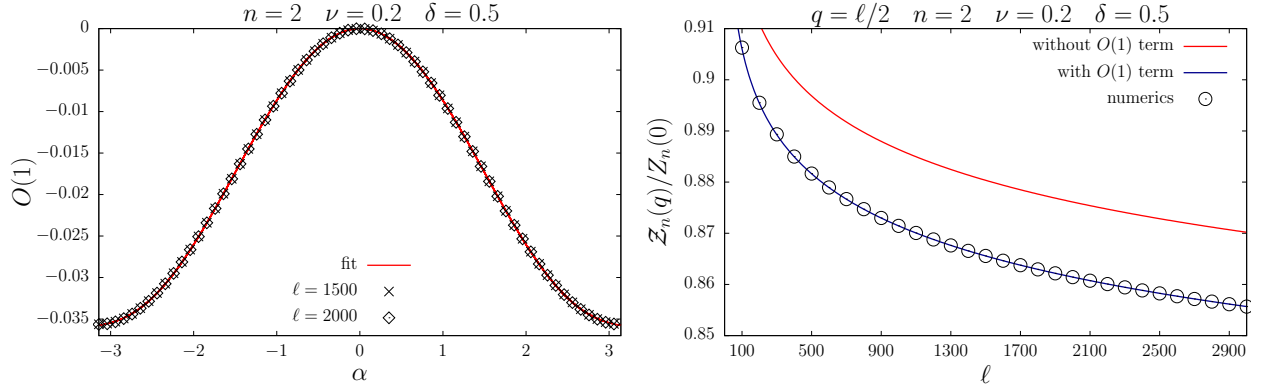 n = 2 ν = 0.2 δ = 0.5
O(1)
0
−0.005
−0.01
−0.015
−0.02
−0.025
−0.03
−0.035
fit
ℓ = 1500
ℓ = 2000
−3 −2 −1 0 1 2 3
α
q = ℓ/2 n = 2 ν = 0.2 δ = 0.5
𝒵n(q)/Zn(0)
0.91
0.9
0.89
0.88
0.87
0.86
0.85
without O(1) term
with O(1) term
numerics
100 500 900 1300 1700 2100 2500 2900
ℓ